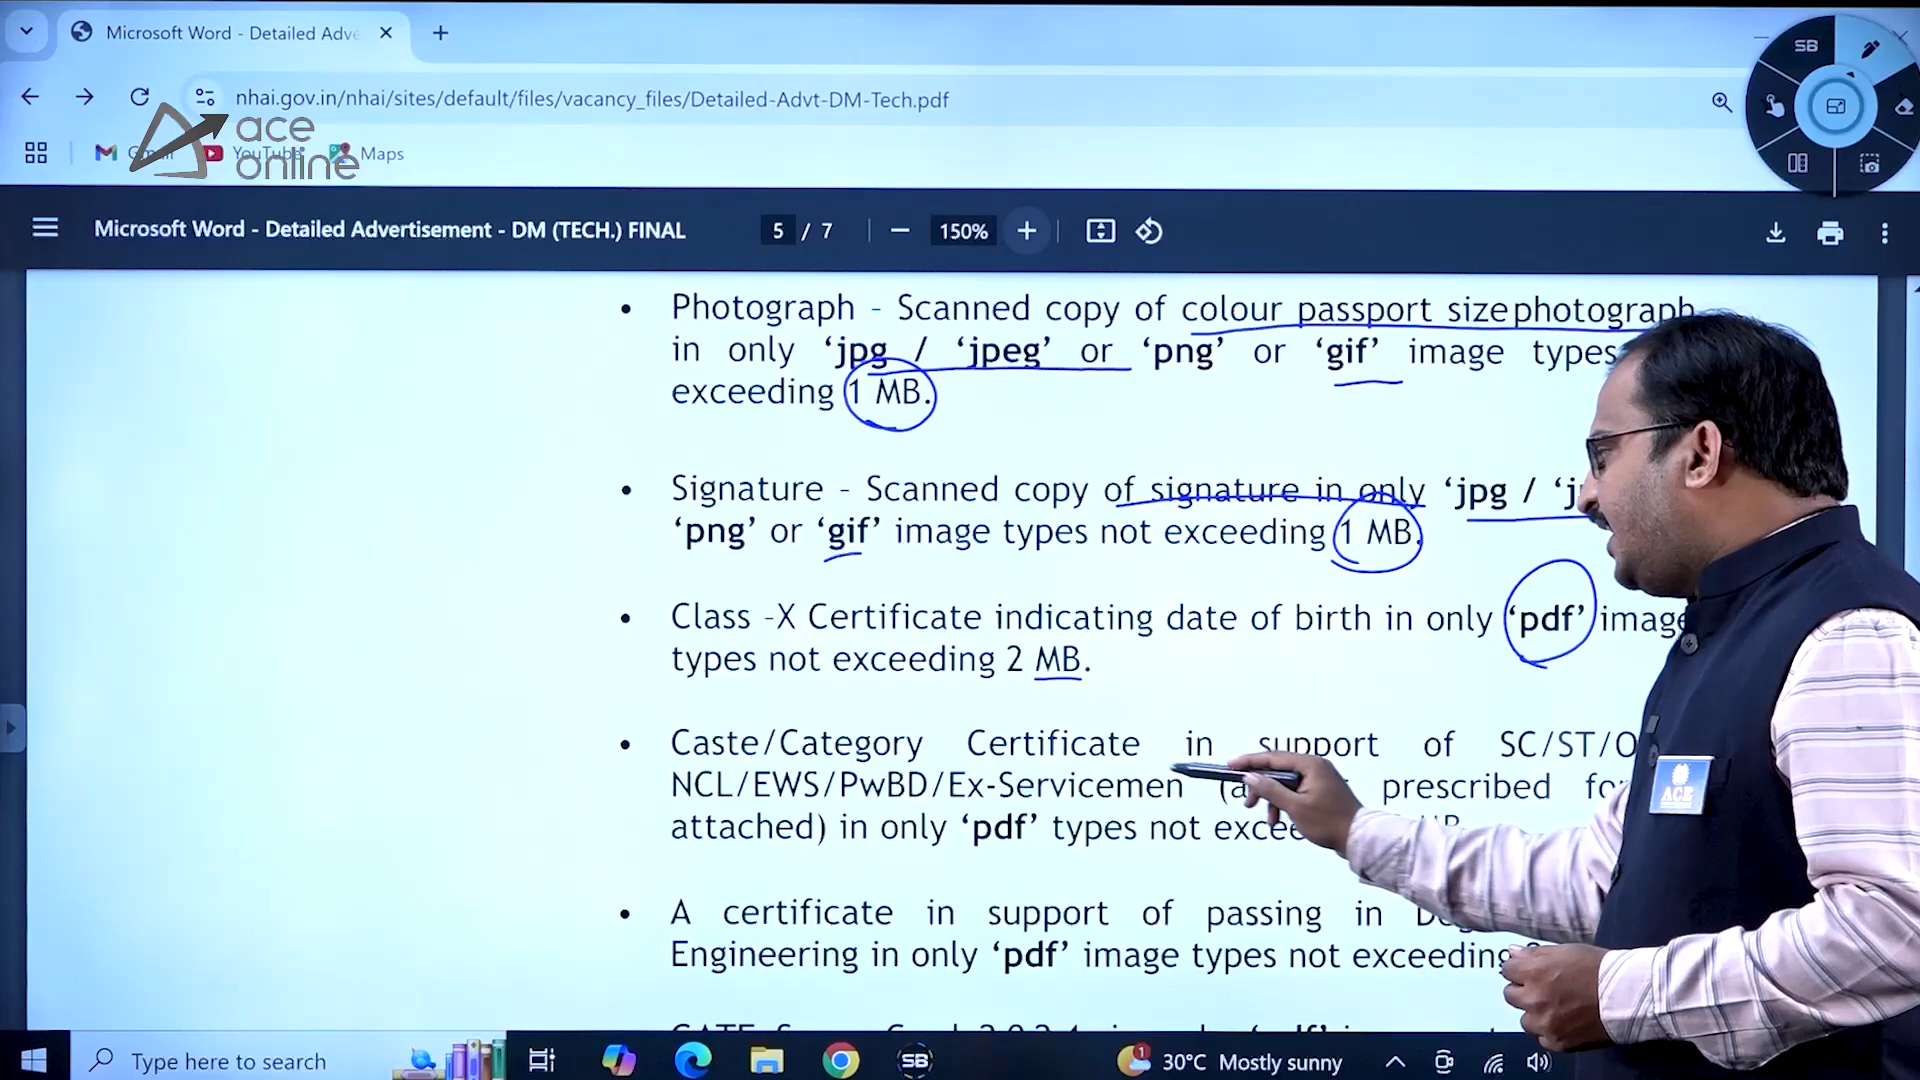 Microsoft Word - Detailed Adve
nhai.gov.in/nhai/sites/default/files/vacancy_files/Detailed-Advt-DM-Tech.pdf
SB
ace
online
Gmail YouTube Maps
Microsoft Word - Detailed Advertisement - DM (TECH.) FINAL 5 / 7 150%
• Photograph - Scanned copy of colour passport size photograph
in only ‘jpg / ‘jpeg’ or ‘png’ or ‘gif’ image types
exceeding 1 MB.
• Signature - Scanned copy of signature in only ‘jpg /
‘png’ or ‘gif’ image types not exceeding 1 MB.
• Class -X Certificate indicating date of birth in only ‘pdf’ image
types not exceeding 2 MB.
• Caste/Category Certificate in support of SC/ST/
NCL/EWS/PwBD/Ex-Servicemen prescribed
attached) in only ‘pdf’ types not MB
ACE
• A certificate in support of passing in
Engineering in only ‘pdf’ image types not exceeding
Type here to search SB 1 30°C Mostly sunny